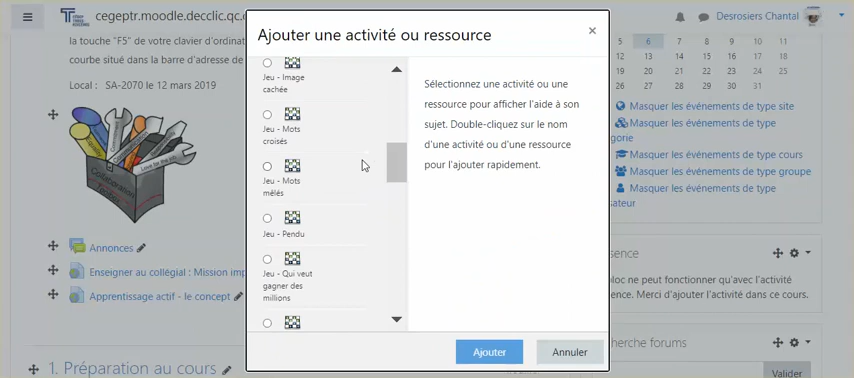 cegeptr.moodle.decclic.qc.c
Desrosiers Chantal
la touche "F5" de votre clavier d'ordinat
courbe situé dans la barre d'adresse de
Local : SA-2070 le 12 mars 2019
Collaboration
Toolbox
Annonces
Enseigner au collégial : Mission imp
Apprentissage actif - le concept
1. Préparation au cours
Ajouter une activité ou ressource
×
Jeu - Image
cachée
Jeu - Mots
croisés
Jeu - Mots
mêlés
Jeu - Pendu
Jeu - Qui veut
gagner des
millions
Sélectionnez une activité ou une
ressource pour afficher l'aide à son
sujet. Double-cliquez sur le nom
d'une activité ou d'une ressource
pour l'ajouter rapidement.
Ajouter
Annuler
5 6 7 8 9 10 11
12 13 14 15 16 17 18
19 20 21 22 23 24 25
26 27 28 29 30 31
Masquer les événements de type site
Masquer les événements de type
gorie
Masquer les événements de type cours
Masquer les événements de type groupe
Masquer les événements de type
sateur
sence
bloc ne peut fonctionner qu'avec l'activité
ence. Merci d'ajouter l'activité dans ce cours.
herche forums
Valider